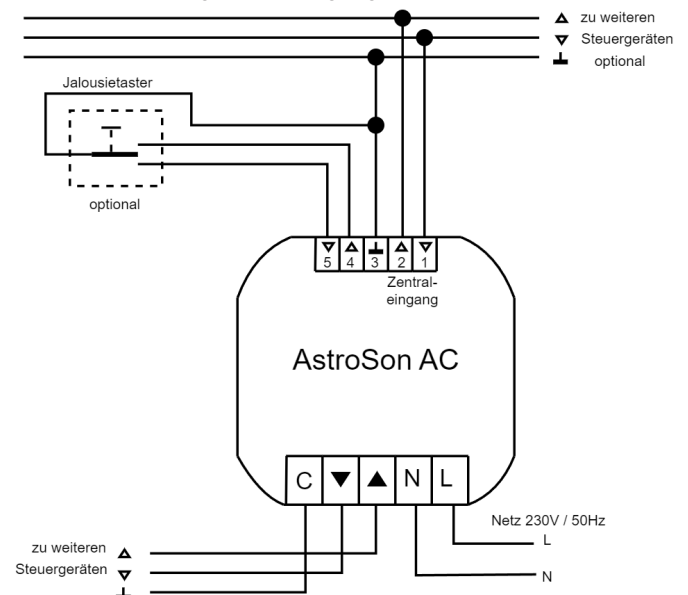 zu weiteren
Steuergeräten
optional
Jalousietaster
optional
5 4 3 2 1
Zentral-
eingang
AstroSon AC
C N L
Netz 230V / 50Hz
L
zu weiteren
Steuergeräten
N